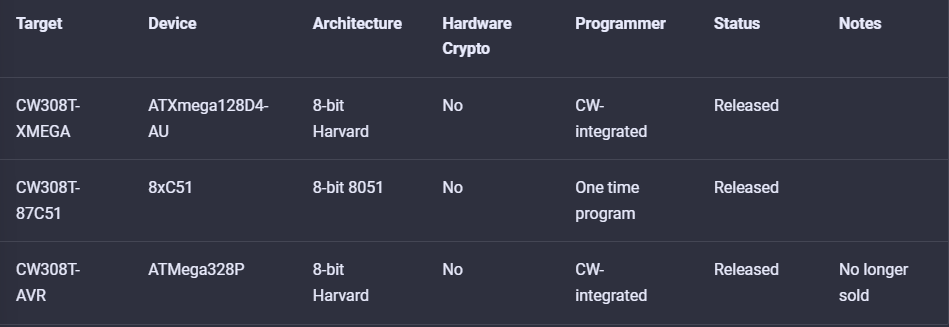 Target Device Architecture Hardware Programmer Status Notes
Crypto
CW308T- ATXmega128D4- 8-bit No CW- Released
XMEGA AU Harvard integrated
CW308T- 8xC51 8-bit 8051 No One time Released
87C51 program
CW308T- ATMega328P 8-bit No CW- Released No longer
AVR Harvard integrated sold